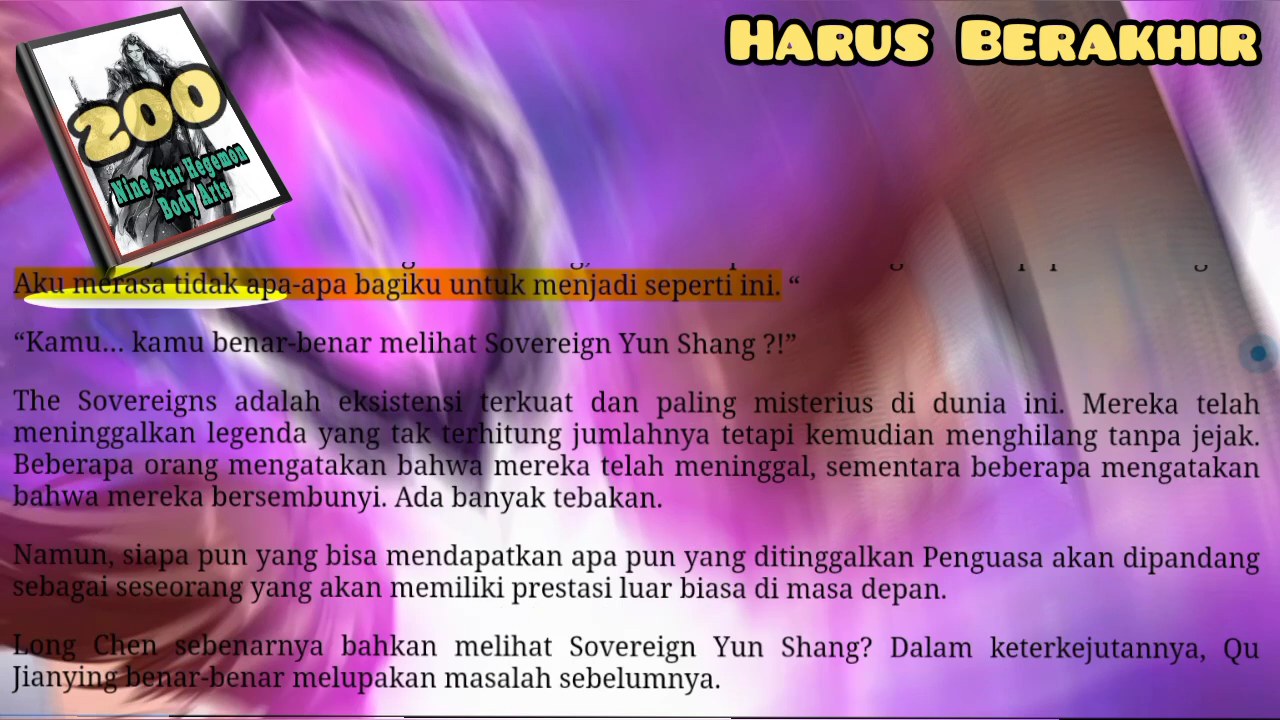 HARUS BERAKHIR
200
Nine Star Hegemon
Body Arts
Aku merasa tidak apa-apa bagiku untuk menjadi seperti ini. “
“Kamu... kamu benar-benar melihat Sovereign Yun Shang ?!”
The Sovereigns adalah eksistensi terkuat dan paling misterius di dunia ini. Mereka telah
meninggalkan legenda yang tak terhitung jumlahnya tetapi kemudian menghilang tanpa jejak.
Beberapa orang mengatakan bahwa mereka telah meninggal, sementara beberapa mengatakan
bahwa mereka bersembunyi. Ada banyak tebakan.
Namun, siapa pun yang bisa mendapatkan apa pun yang ditinggalkan Penguasa akan dipandang
sebagai seseorang yang akan memiliki prestasi luar biasa di masa depan.
Long Chen sebenarnya bahkan melihat Sovereign Yun Shang? Dalam keterkejutannya, Qu
Jianying benar-benar melupakan masalah sebelumnya.